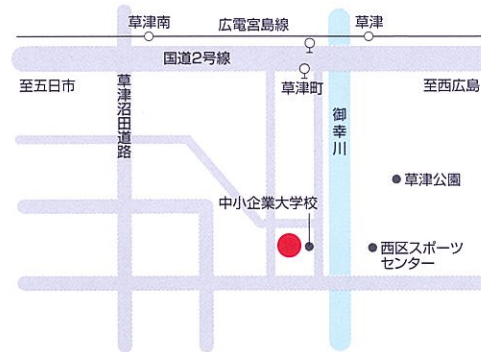 草津南
広電宮島線
草津
国道2号線
至五日市
草津町
至西広島
草津沼田道路
御幸川
草津公園
中小企業大学校
西区スポーツ
センター